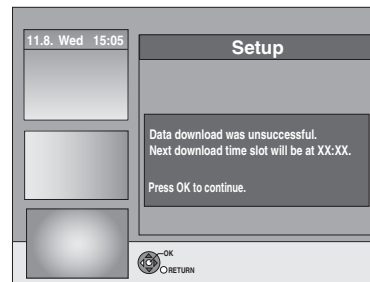 11.8. Wed 15:05
Setup
Data download was unsuccessful.
Next download time slot will be at XX:XX.
Press OK to continue.
OK
RETURN